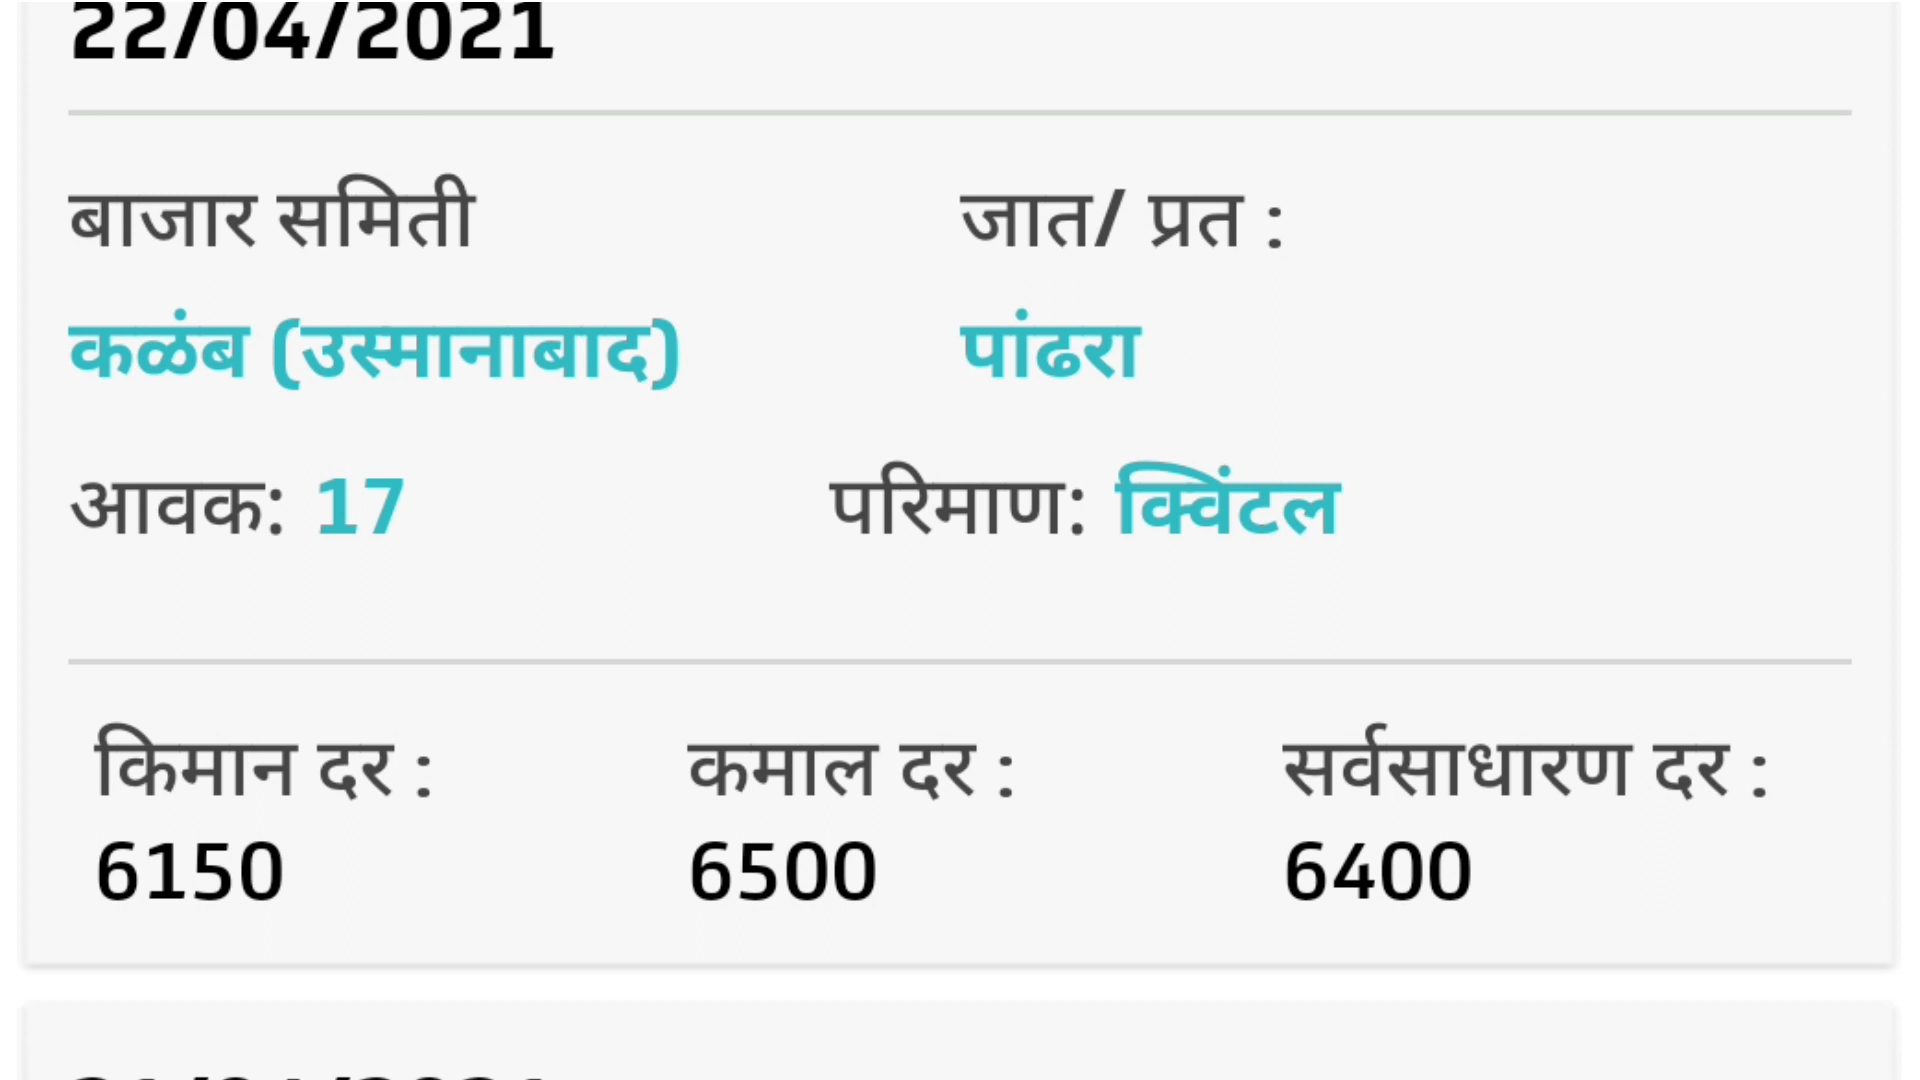 22/04/2021
बाजार समिती जात/ प्रत :
कळंब (उस्मानाबाद) पांढरा
आवक: 17 परिमाण: क्विंटल
किमान दर : कमाल दर : सर्वसाधारण दर :
6150 6500 6400